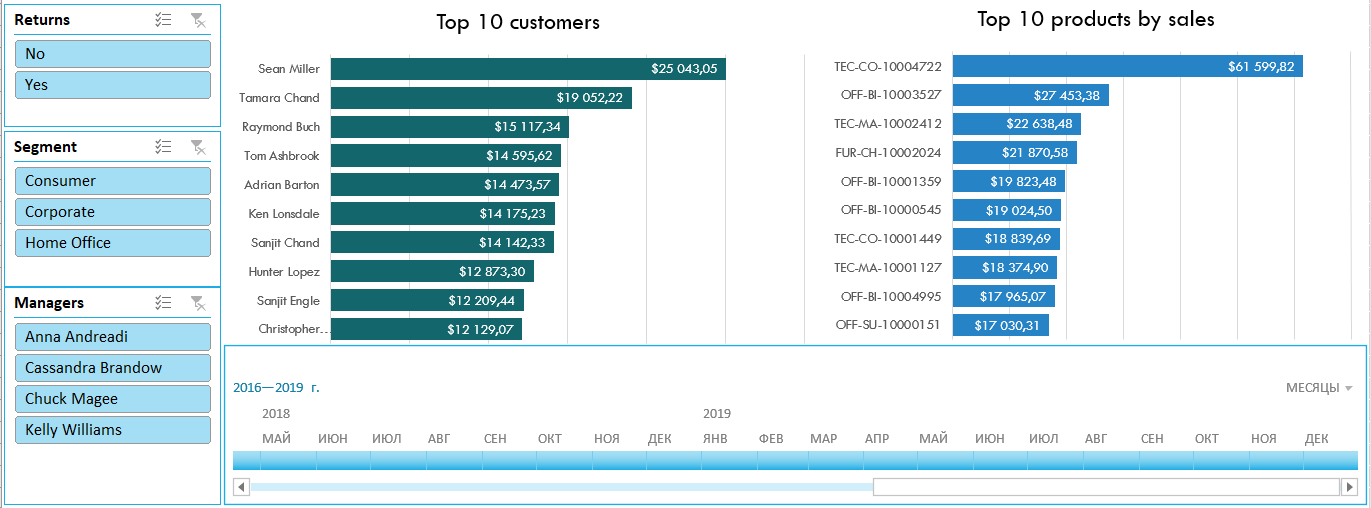 Returns
No
Yes
Segment
Consumer
Corporate
Home Office
Managers
Anna Andreadi
Cassandra Brandow
Chuck Magee
Kelly Williams
Top 10 customers
Sean Miller $25 043,05
Tamara Chand $19 052,22
Raymond Buch $15 117,34
Tom Ashbrook $14 595,62
Adrian Barton $14 473,57
Ken Lonsdale $14 175,23
Sanjit Chand $14 142,33
Hunter Lopez $12 873,30
Sanjit Engle $12 209,44
Christopher... $12 129,07
Top 10 products by sales
TEC-CO-10004722 $61 599,82
OFF-BI-10003527 $27 453,38
TEC-MA-10002412 $22 638,48
FUR-CH-10002024 $21 870,58
OFF-BI-10001359 $19 823,48
OFF-BI-10000545 $19 024,50
TEC-CO-10001449 $18 839,69
TEC-MA-10001127 $18 374,90
OFF-BI-10004995 $17 965,07
OFF-SU-10000151 $17 030,31
2016—2019 г. МЕСЯЦЫ
2018 2019
МАЙ ИЮН ИЮЛ АВГ СЕН ОКТ НОЯ ДЕК ЯНВ ФЕВ МАР АПР МАЙ ИЮН ИЮЛ АВГ СЕН ОКТ НОЯ ДЕК